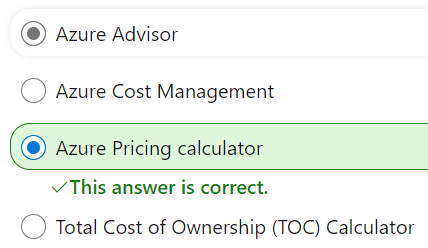 Azure Advisor
Azure Cost Management
Azure Pricing calculator
✓This answer is correct.
Total Cost of Ownership (TOC) Calculator